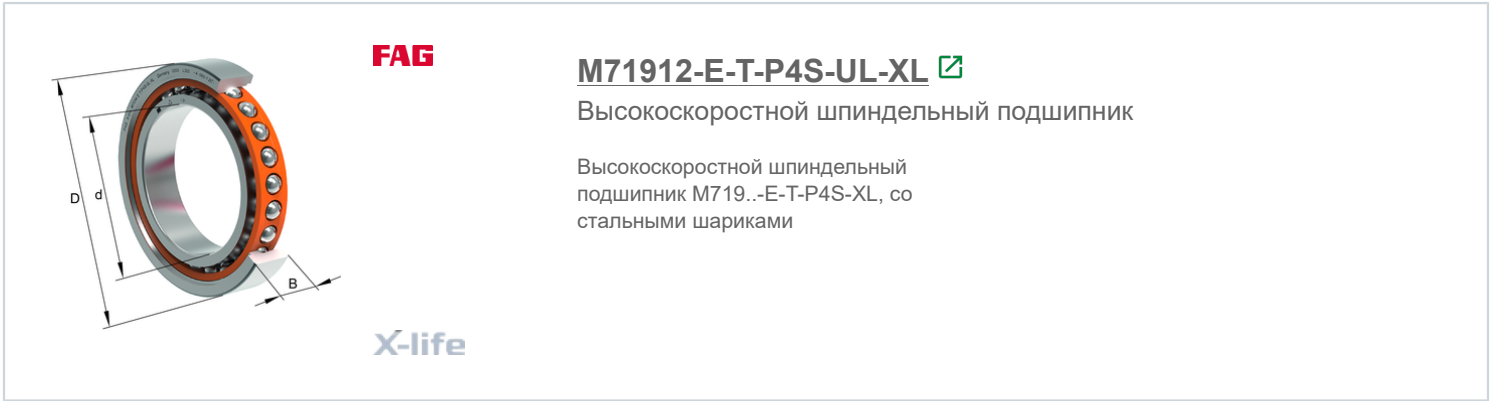 FAG
M71912-E-T-P4S-UL-XL
Высокоскоростной шпиндельный подшипник
Высокоскоростной шпиндельный
подшипник M719..-E-T-P4S-XL, со
стальными шариками
D
d
B
X-life